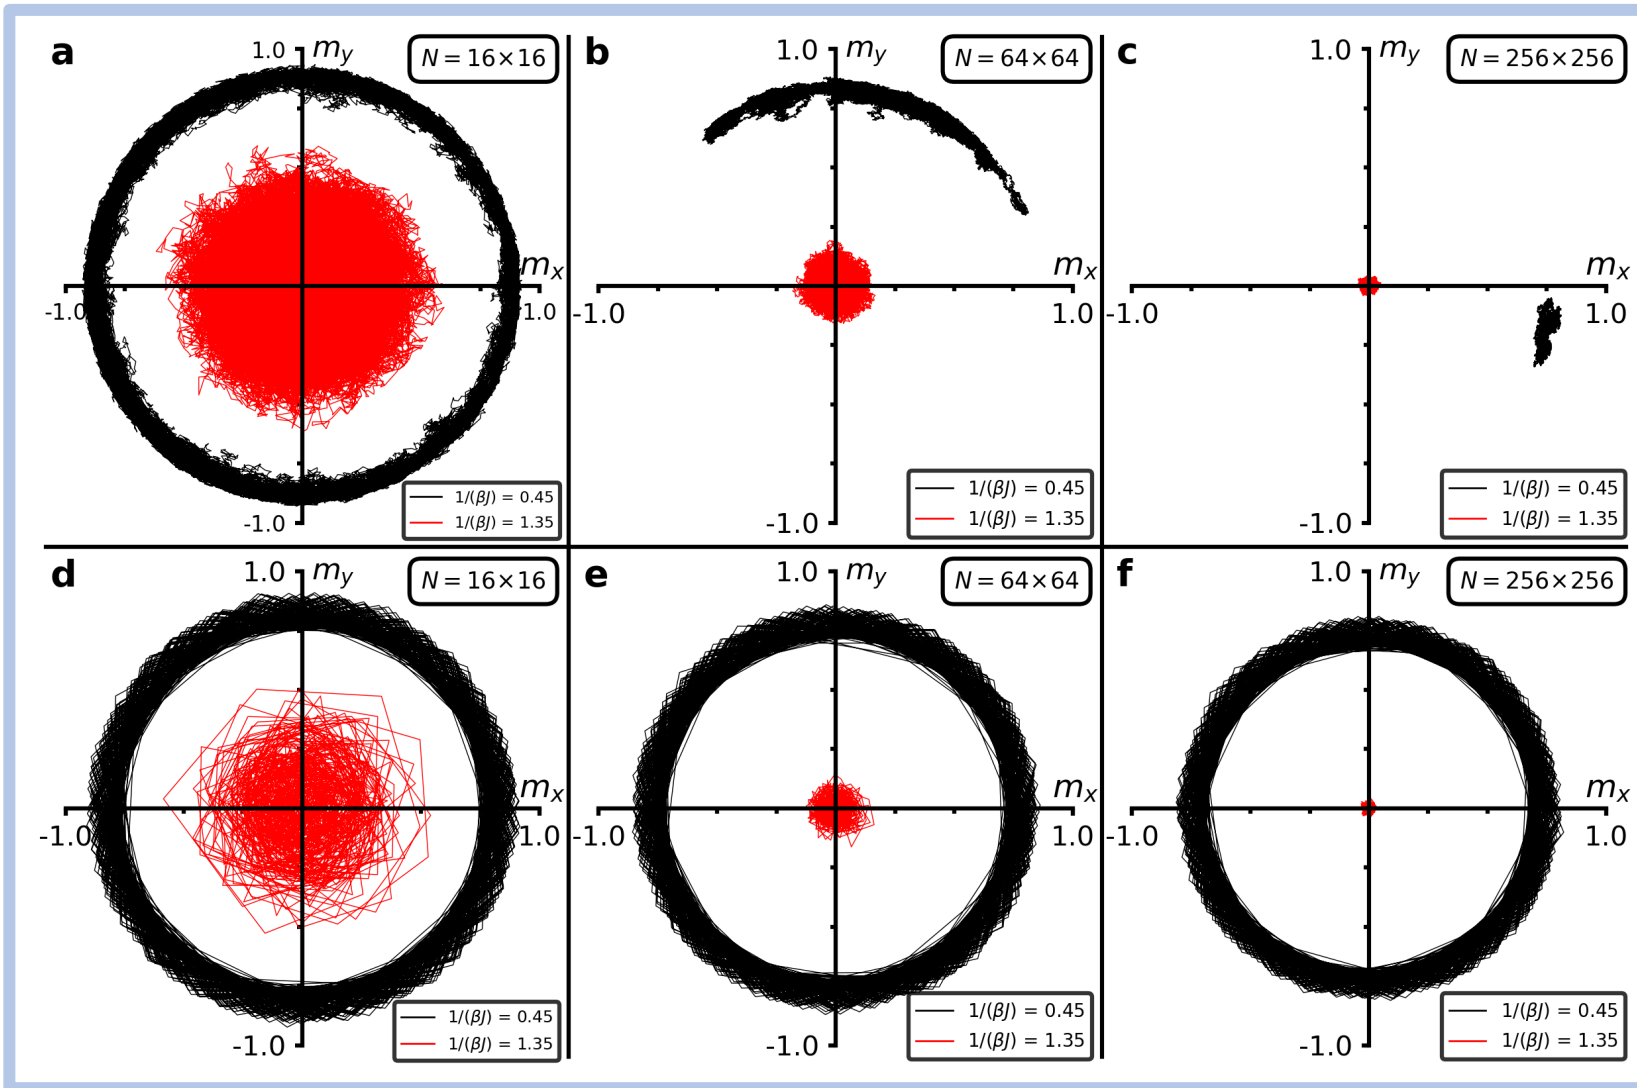 a
1.0 m_y
N = 16×16
m_x
-1.0
1.0
-1.0
1/(βJ) = 0.45
1/(βJ) = 1.35
b
1.0 m_y
N = 64×64
m_x
-1.0
1.0
-1.0
1/(βJ) = 0.45
1/(βJ) = 1.35
c
1.0 m_y
N = 256×256
m_x
-1.0
1.0
-1.0
1/(βJ) = 0.45
1/(βJ) = 1.35
d
1.0 m_y
N = 16×16
m_x
-1.0
1.0
-1.0
1/(βJ) = 0.45
1/(βJ) = 1.35
e
1.0 m_y
N = 64×64
m_x
-1.0
1.0
-1.0
1/(βJ) = 0.45
1/(βJ) = 1.35
f
1.0 m_y
N = 256×256
m_x
-1.0
1.0
-1.0
1/(βJ) = 0.45
1/(βJ) = 1.35